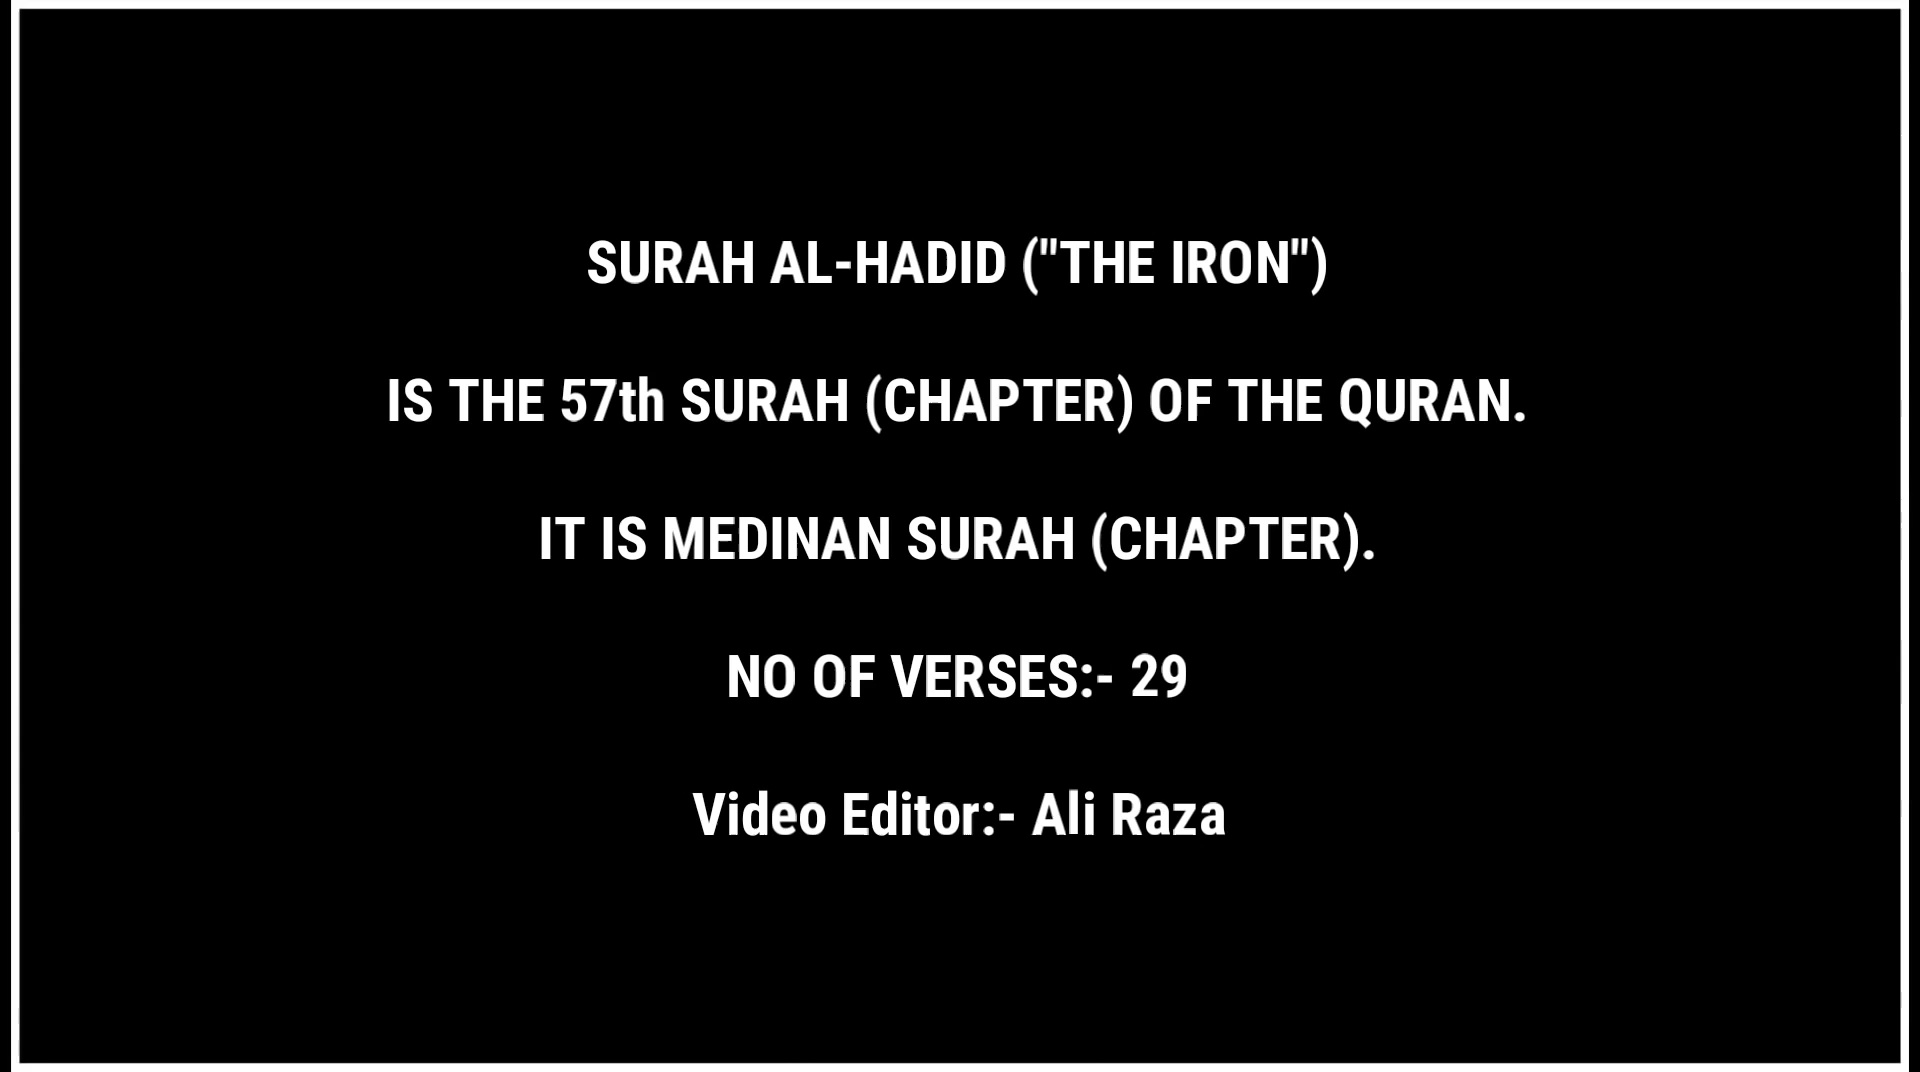 SURAH AL-HADID ("THE IRON")
IS THE 57th SURAH (CHAPTER) OF THE QURAN.
IT IS MEDINAN SURAH (CHAPTER).
NO OF VERSES:- 29
Video Editor:- Ali Raza